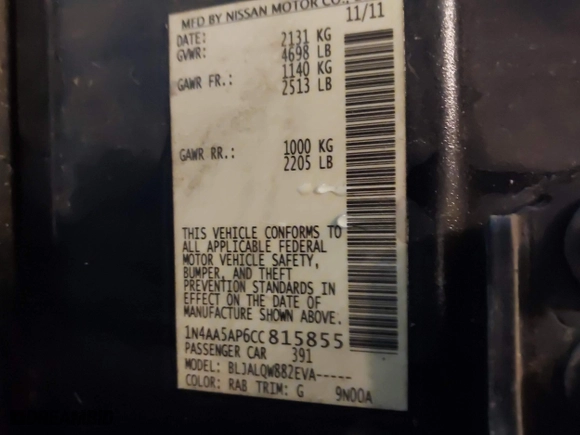 MFD BY NISSAN MOTOR CO.,
DATE: 11/11
GVWR: 2131 KG
4698 LB
GAWR FR.: 1140 KG
2513 LB
GAWR RR.: 1000 KG
2205 LB
THIS VEHICLE CONFORMS TO
ALL APPLICABLE FEDERAL
MOTOR VEHICLE SAFETY,
BUMPER, AND THEFT
PREVENTION STANDARDS IN
EFFECT ON THE DATE OF
MANUFACTURE SHOWN ABOVE.
1N4AA5AP6CC815855
PASSENGER CAR 391
MODEL: BLJALQW882EVA-----
COLOR: RAB TRIM: G 9N00A